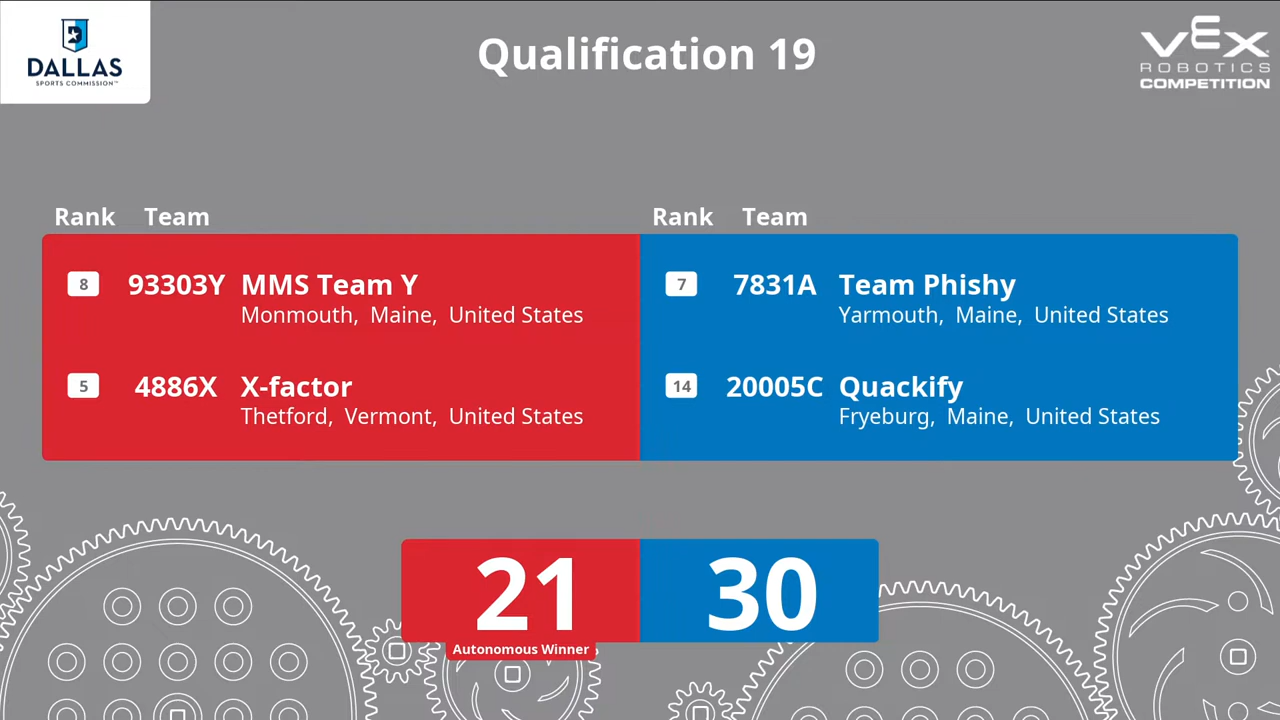 DALLAS
SPORTS COMMISSION™
Qualification 19
VEX
ROBOTICS
COMPETITION
Rank Team
8 93303Y MMS Team Y
Monmouth, Maine, United States
5 4886X X-factor
Thetford, Vermont, United States
Rank Team
7 7831A Team Phishy
Yarmouth, Maine, United States
14 20005C Quackify
Fryeburg, Maine, United States
21 30
Autonomous Winner